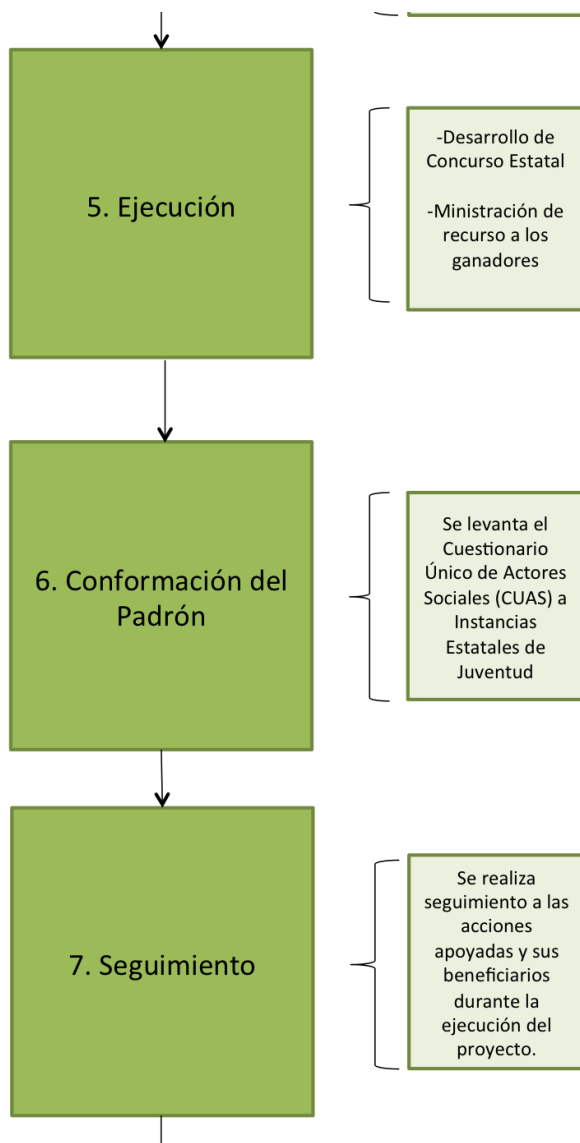 5. Ejecución
-Desarrollo de
Concurso Estatal
-Ministración de
recurso a los
ganadores
6. Conformación del
Padrón
Se levanta el
Cuestionario
Único de Actores
Sociales (CUAS) a
Instancias
Estatales de
Juventud
7. Seguimiento
Se realiza
seguimiento a las
acciones
apoyadas y sus
beneficiarios
durante la
ejecución del
proyecto.